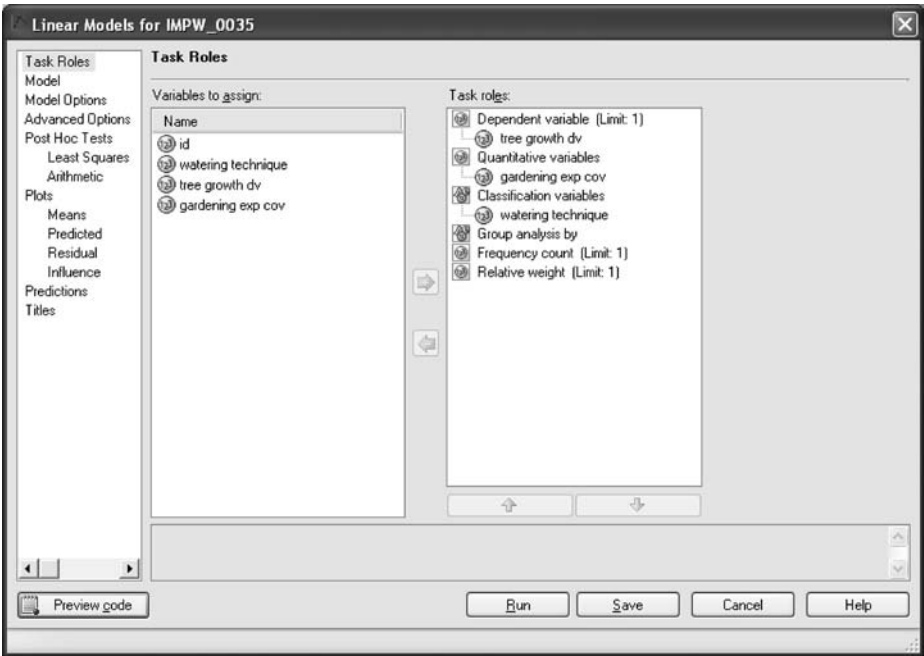 Linear Models for IMPW_0035
Task Roles
Model
Model Options
Advanced Options
Post Hoc Tests
Least Squares
Arithmetic
Plots
Means
Predicted
Residual
Influence
Predictions
Titles
Task Roles
Variables to assign:
Name
id
watering technique
tree growth dv
gardening exp cov
Task roles:
Dependent variable (Limit: 1)
tree growth dv
Quantitative variables
gardening exp cov
Classification variables
watering technique
Group analysis by
Frequency count (Limit: 1)
Relative weight (Limit: 1)
Preview code
Run
Save
Cancel
Help